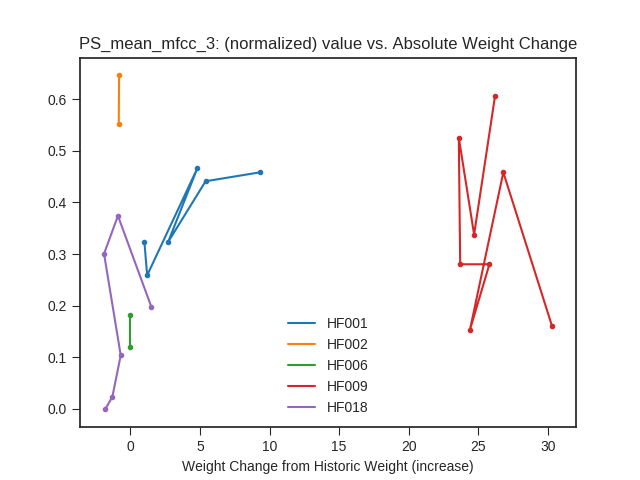 PS_mean_mfcc_3: (normalized) value vs. Absolute Weight Change
0.6
0.5
0.4
0.3
0.2
0.1
0.0
HF001
HF002
HF006
HF009
HF018
0 5 10 15 20 25 30
Weight Change from Historic Weight (increase)